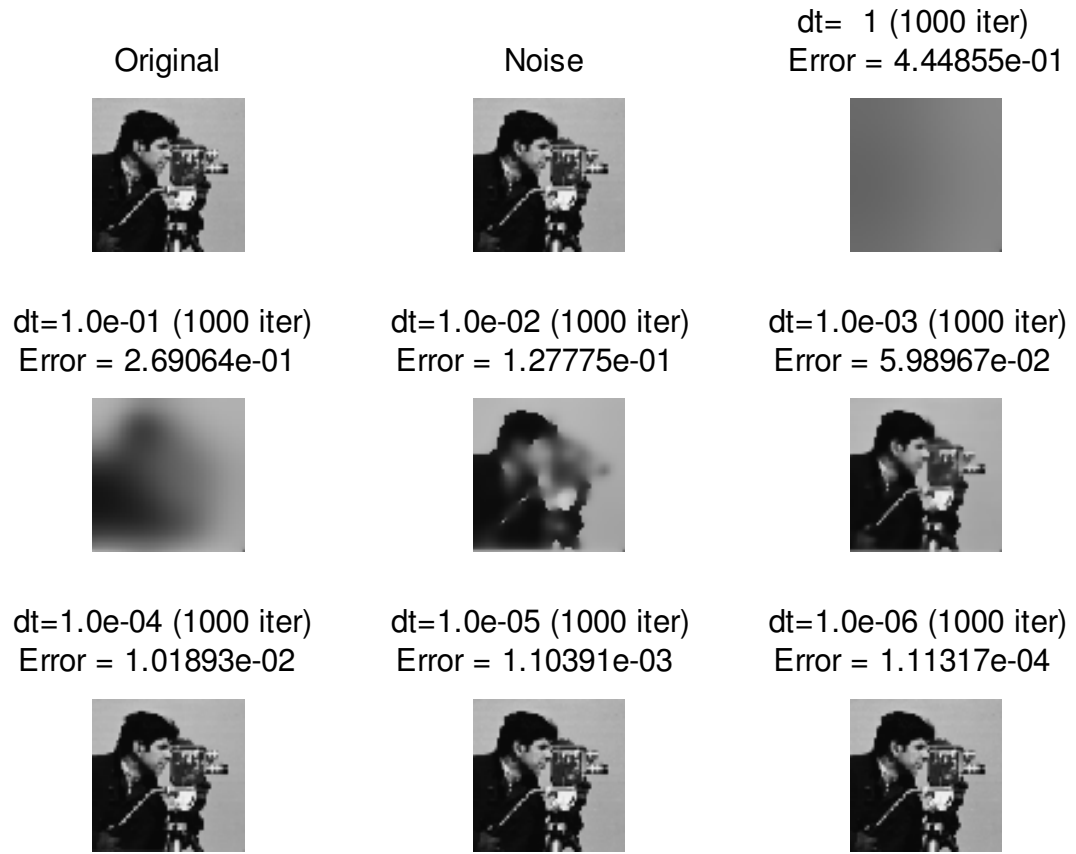 Original
Noise
dt=  1 (1000 iter)
Error = 4.44855e-01
dt=1.0e-01 (1000 iter)
Error = 2.69064e-01
dt=1.0e-02 (1000 iter)
Error = 1.27775e-01
dt=1.0e-03 (1000 iter)
Error = 5.98967e-02
dt=1.0e-04 (1000 iter)
Error = 1.01893e-02
dt=1.0e-05 (1000 iter)
Error = 1.10391e-03
dt=1.0e-06 (1000 iter)
Error = 1.11317e-04